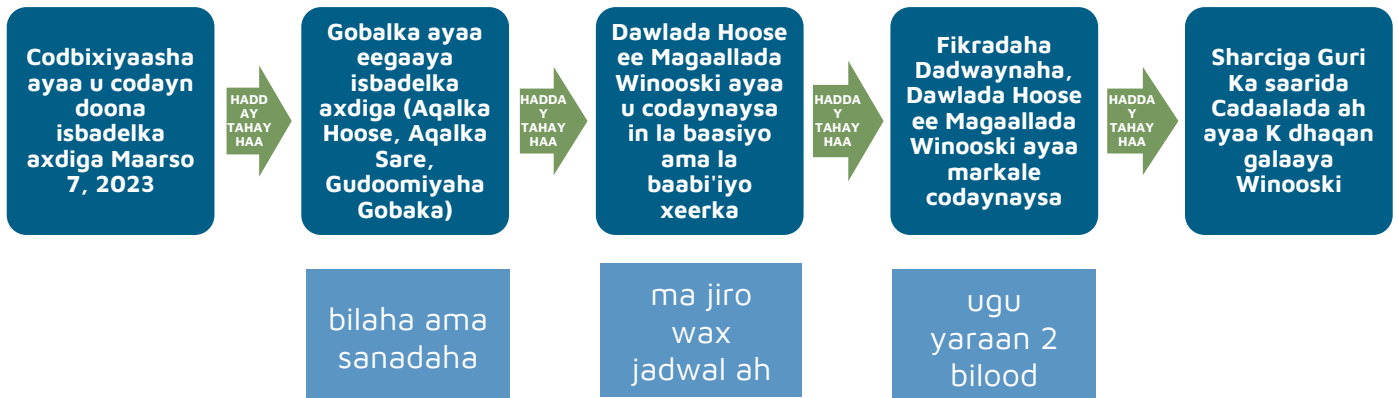 Codbixiyaasha
ayaa u codayn
doona
isbadelka
axdiga Maarso
7, 2023
HADD
AY
TAHAY
HAA
Gobalka ayaa
eegaaya
isbadelka
axdiga (Aqalka
Hoose, Aqalka
Sare,
Gudoomiyaha
Gobaka)
HADDA
Y
TAHAY
HAA
Dawlada Hoose
ee Magaallada
Winooski ayaa
u codaynaysa
in la baasiyo
ama la
baabi'iyo
xeerka
HADDA
Y
TAHAY
HAA
Fikradaha
Dadwaynaha,
Dawlada Hoose
ee Magaallada
Winooski ayaa
markale
codaynaysa
HADDA
Y
TAHAY
HAA
Sharciga Guri
Ka saarida
Cadaalada ah
ayaa K dhaqan
galaaya
Winooski
bilaha ama
sanadaha
ma jiro
wax
jadwal ah
ugu
yaraan 2
bilood